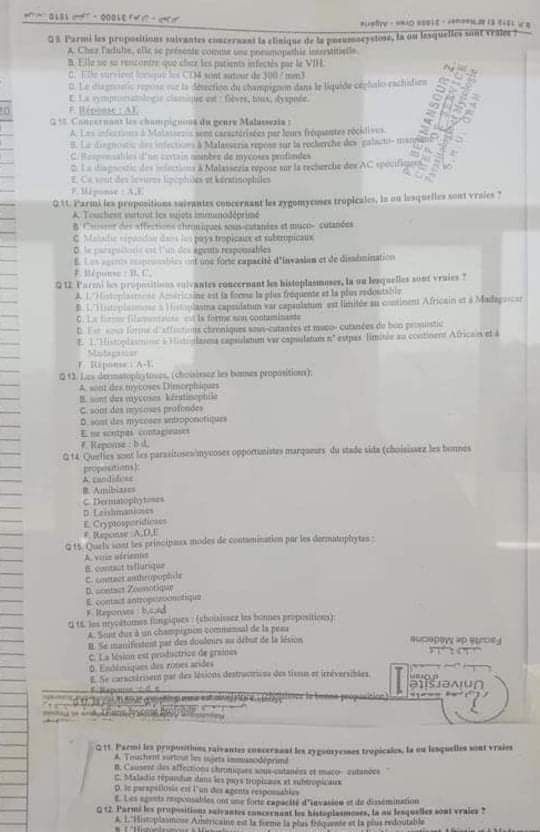 Q 9. Parmi les propositions suivantes concernant la clinique de la pneumocystose, la ou lesquelles sont vraies ?
A. Chez l'adulte, elle se présente comme une pneumopathie interstitielle.
B. Elle ne se rencontre que chez les patients infectés par le VIH.
C. Elle survient lorsque les CD4 sont autour de 300 / mm3
D. Le diagnostic repose sur la détection du champignon dans le liquide céphalo-rachidien
E. La symptomatologie classique est : fièvre, toux, dyspnée.
F. Réponse : AE
Q 10. Concernant les champignons du genre Malassezia :
A. Les infections à Malassezia sont caractérisées par leurs fréquentes récidives.
B. Le diagnostic des infections à Malassezia repose sur la recherche des galacto- man
C. Responsables d'un certain nombre de mycoses profondes
D. Le diagnostic des infections à Malassezia repose sur la recherche des AC spécifiques
E. Ce sont des levures lipophiles et kératinophiles
F. Réponse : A,E
Q 11. Parmi les propositions suivantes concernant les zygomycoses tropicales, la ou lesquelles sont vraies ?
A. Touchent surtout les sujets immunodéprimé
B. Causent des affections chroniques sous-cutanées et muco- cutanées
C. Maladie répandue dans les pays tropicaux et subtropicaux
D. le parapsilosis est l'un des agents responsables
E. Les agents responsables ont une forte capacité d'invasion et de dissémination
F. Réponse : B, C,
Q 12. Parmi les propositions suivantes concernant les histoplasmoses, la ou lesquelles sont vraies ?
A. L'Histoplasmose Américaine est la forme la plus fréquente et la plus redoutable
B. L'Histoplasmose à Histoplasma capsulatum var capsulatum est limitée au continent Africain et à Madagascar
C. La forme filamenteuse est la forme non contaminante
D. Est sous forme d'affections chroniques sous-cutanées et muco- cutanées de bon pronostic
E. L'Histoplasmose à Histoplasma capsulatum var capsulatum n' estpas limitée au continent Africain et à
Madagascar
F. Réponse : A-E
Q 13. Les dermatophytoses, (choisissez les bonnes propositions):
A. sont des mycoses Dimorphiques
B. sont des mycoses kératinophile
C. sont des mycoses profondes
D. sont des mycoses antroponotiques
E. ne sontpas contagieuses
F. Reponse : b d,
Q 14. Quelles sont les parasitoses/mycoses opportunistes marqueurs du stade sida (choisissez les bonnes
propositions):
A. candidose
B. Amibiases
C. Dermatophytoses
D. Leishmanioses
E. Cryptosporidioses
F. Reponse :A,D,E
Q 15. Quels sont les principaux modes de contamination par les dermatophytes :
A. voie aérienne
B. contact tellurique
C. contact anthropophile
D. contact Zoonotique
E. contact antropozoonotique
F. Reponses : b,c,ad
Q 16. les mycétomes fongiques : (choisissez les bonnes propositions):
A. Sont dus à un champignon commensal de la peau
B. Se manifestent par des douleurs au début de la lésion
C. La lésion est productrice de graines
D. Endémiques des zones arides
E. Se caractérisent par des lésions destructrices des tissus et irréversibles.
Faculté de Médecine
Université
Q 11. Parmi les propositions suivantes concernant les zygomycoses tropicales, la ou lesquelles sont vraies
A. Touchent surtout les sujets immunodéprimé
B. Causent des affections chroniques sous-cutanées et muco- cutanées
C. Maladie répandue dans les pays tropicaux et subtropicaux
D. le parapsilosis est l'un des agents responsables
E. Les agents responsables ont une forte capacité d'invasion et de dissémination
Q 12. Parmi les propositions suivantes concernant les histoplasmoses, la ou lesquelles sont vraies ?
A. L'Histoplasmose Américaine est la forme la plus fréquente et la plus redoutable